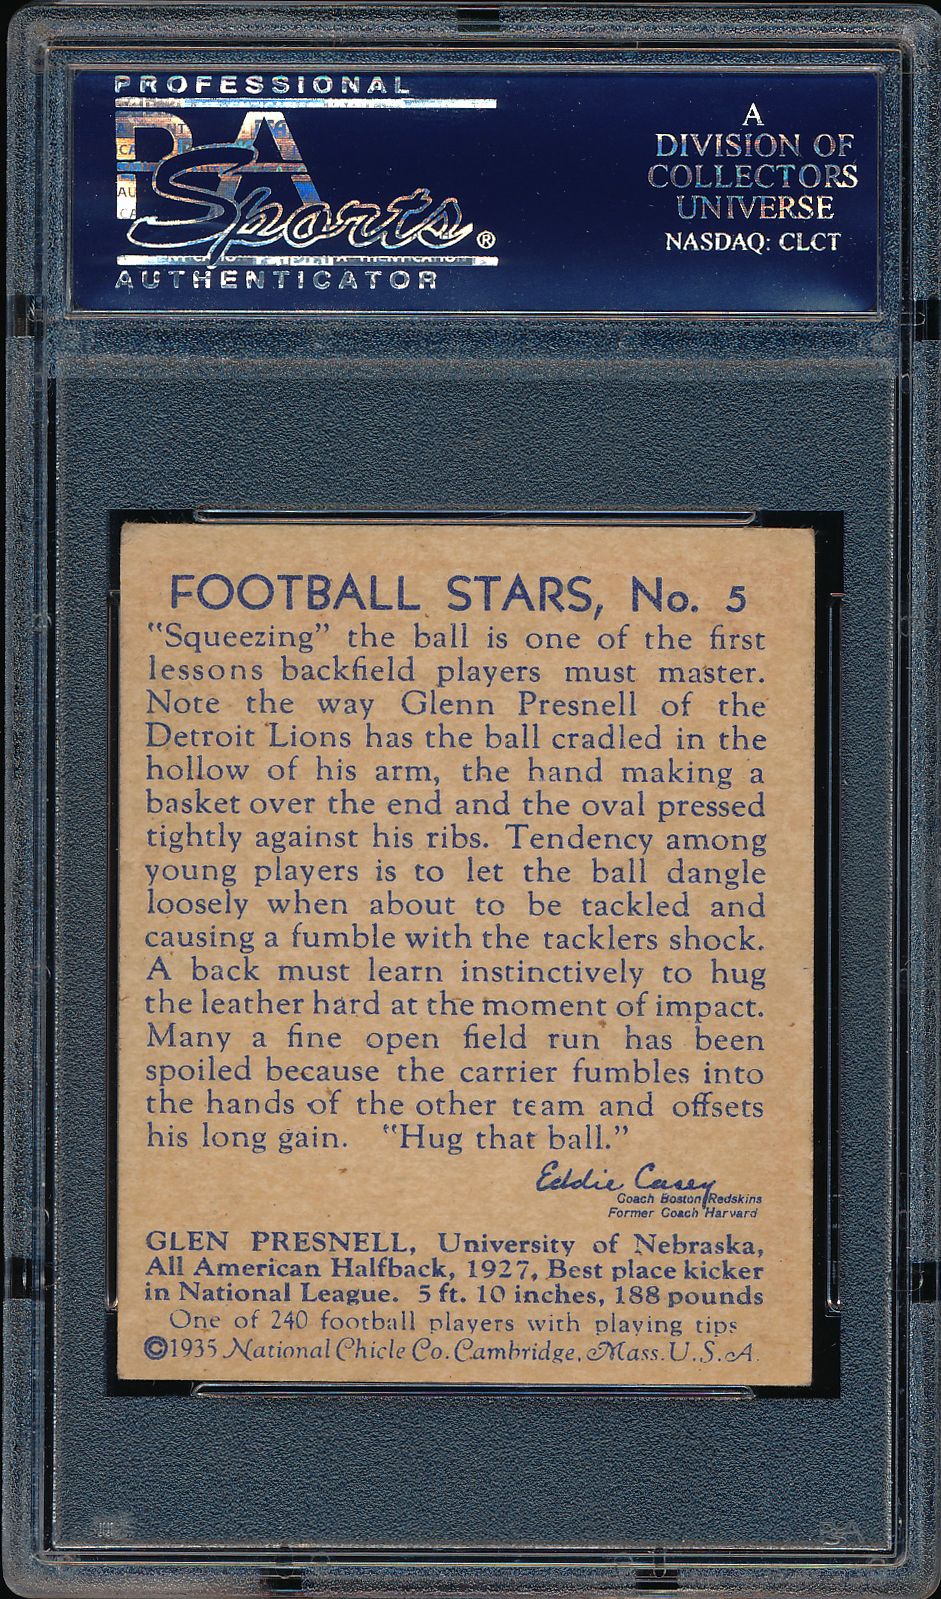 PROFESSIONAL
PSA
Sports®
AUTHENTICATOR
A
DIVISION OF
COLLECTORS
UNIVERSE
NASDAQ: CLCT
FOOTBALL STARS, No. 5
"Squeezing" the ball is one of the first
lessons backfield players must master.
Note the way Glenn Presnell of the
Detroit Lions has the ball cradled in the
hollow of his arm, the hand making a
basket over the end and the oval pressed
tightly against his ribs. Tendency among
young players is to let the ball dangle
loosely when about to be tackled and
causing a fumble with the tacklers shock.
A back must learn instinctively to hug
the leather hard at the moment of impact.
Many a fine open field run has been
spoiled because the carrier fumbles into
the hands of the other team and offsets
his long gain. "Hug that ball."
Eddie Casey
Coach Boston Redskins
Former Coach Harvard
GLEN PRESNELL, University of Nebraska,
All American Halfback, 1927, Best place kicker
in National League. 5 ft. 10 inches, 188 pounds
One of 240 football players with playing tips
©1935 National Chicle Co. Cambridge, Mass. U.S.A.
PSA